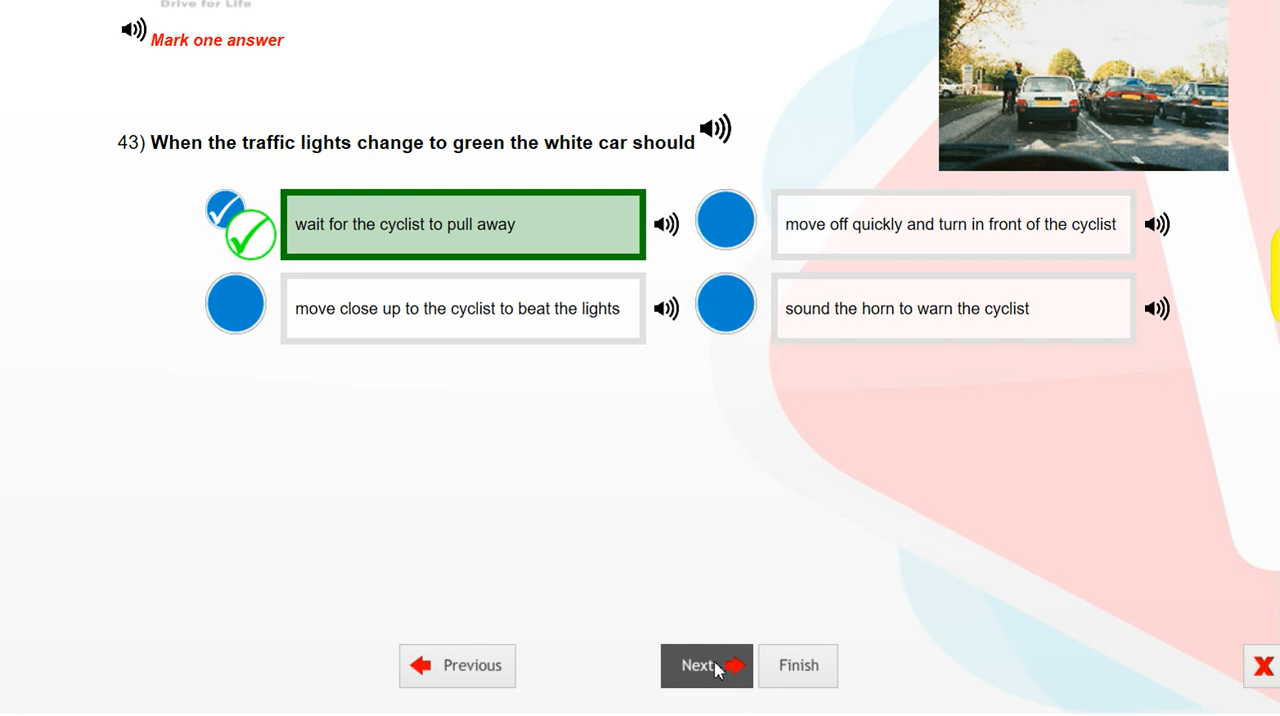 Drive for Life
Mark one answer
43) When the traffic lights change to green the white car should
wait for the cyclist to pull away
move off quickly and turn in front of the cyclist
move close up to the cyclist to beat the lights
sound the horn to warn the cyclist
Previous
Next
Finish
X